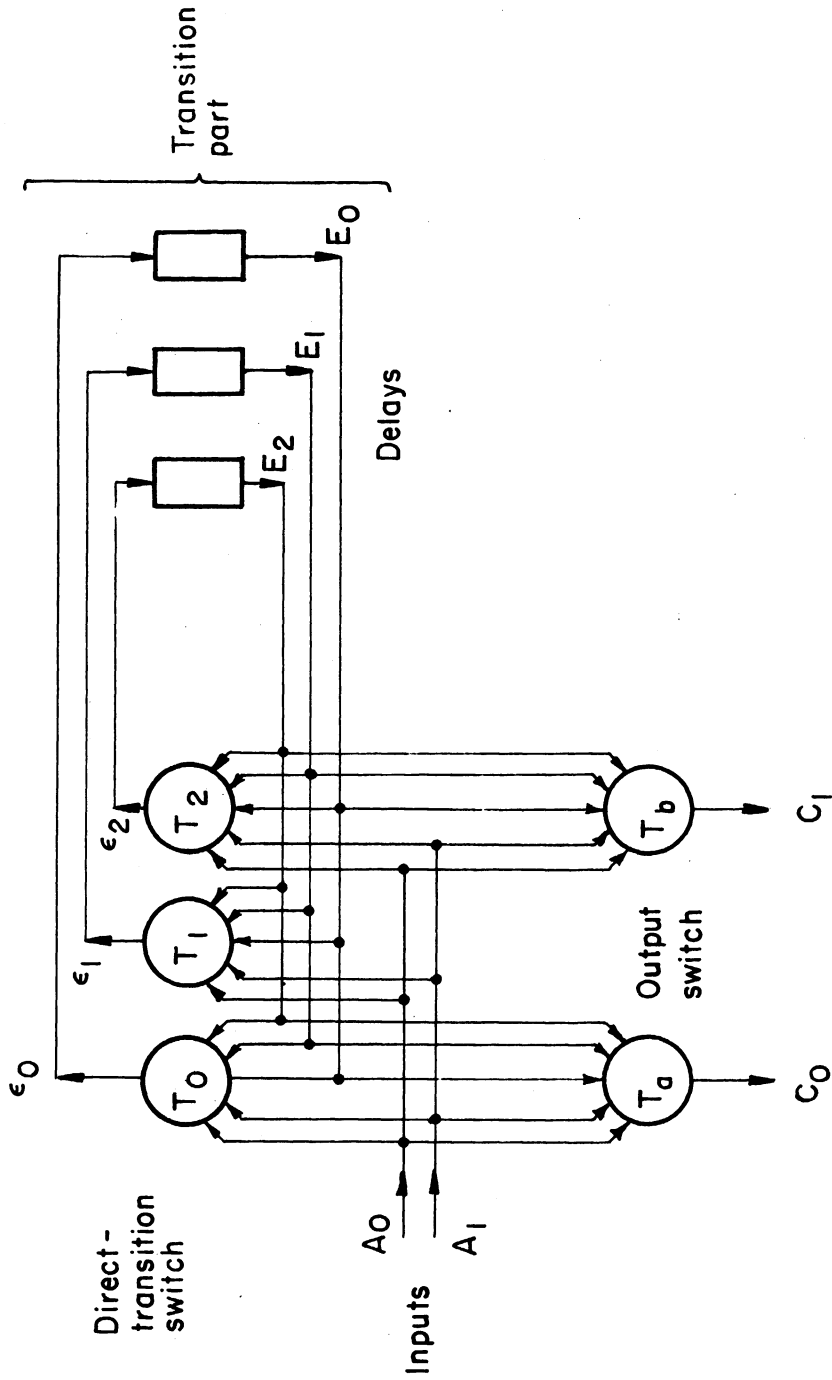 Transition
part
E0
E1
E2
Delays
ϵ0
ϵ1
ϵ2
T0
T1
T2
Direct-
transition
switch
A0
A1
Inputs
Ta
Tb
Output
switch
C0
C1